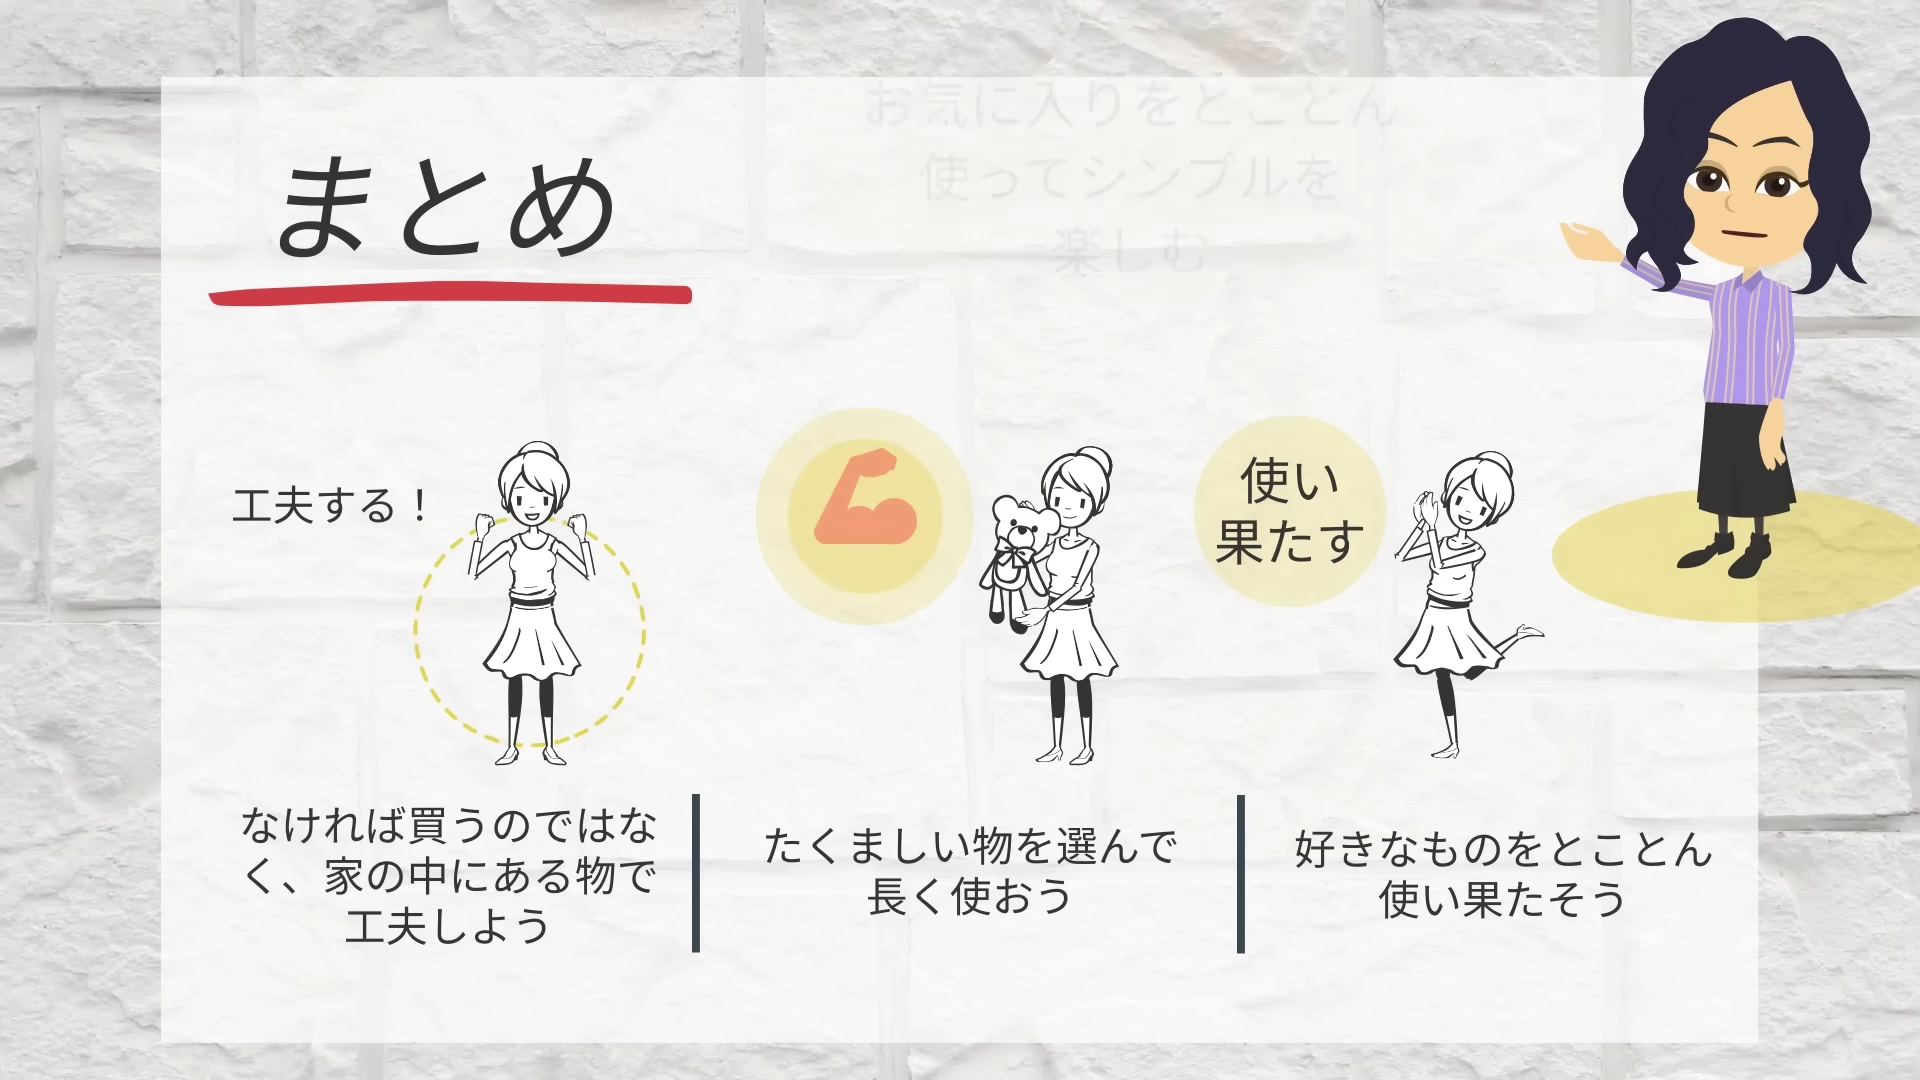 お気に入りをとことん
使ってシンプルを
楽しむ
まとめ
工夫する！
使い
果たす
なければ買うのではな
く、家の中にある物で
工夫しよう
たくましい物を選んで
長く使おう
好きなものをとことん
使い果たそう